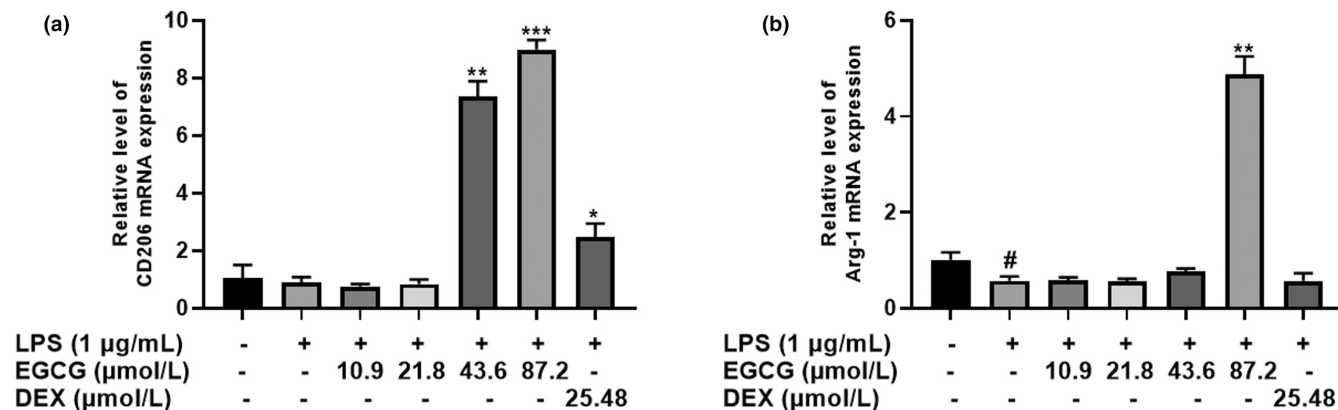 (a)
Relative level of
CD206 mRNA expression
10
8
6
4
2
0
**
***
*
LPS (1 μg/mL) - + + + + + +
EGCG (μmol/L) - - 10.9 21.8 43.6 87.2 -
DEX (μmol/L) - - - - - - 25.48
(b)
Relative level of
Arg-1 mRNA expression
6
4
2
0
#
**
LPS (1 μg/mL) - + + + + + +
EGCG (μmol/L) - - 10.9 21.8 43.6 87.2 -
DEX (μmol/L) - - - - - - 25.48